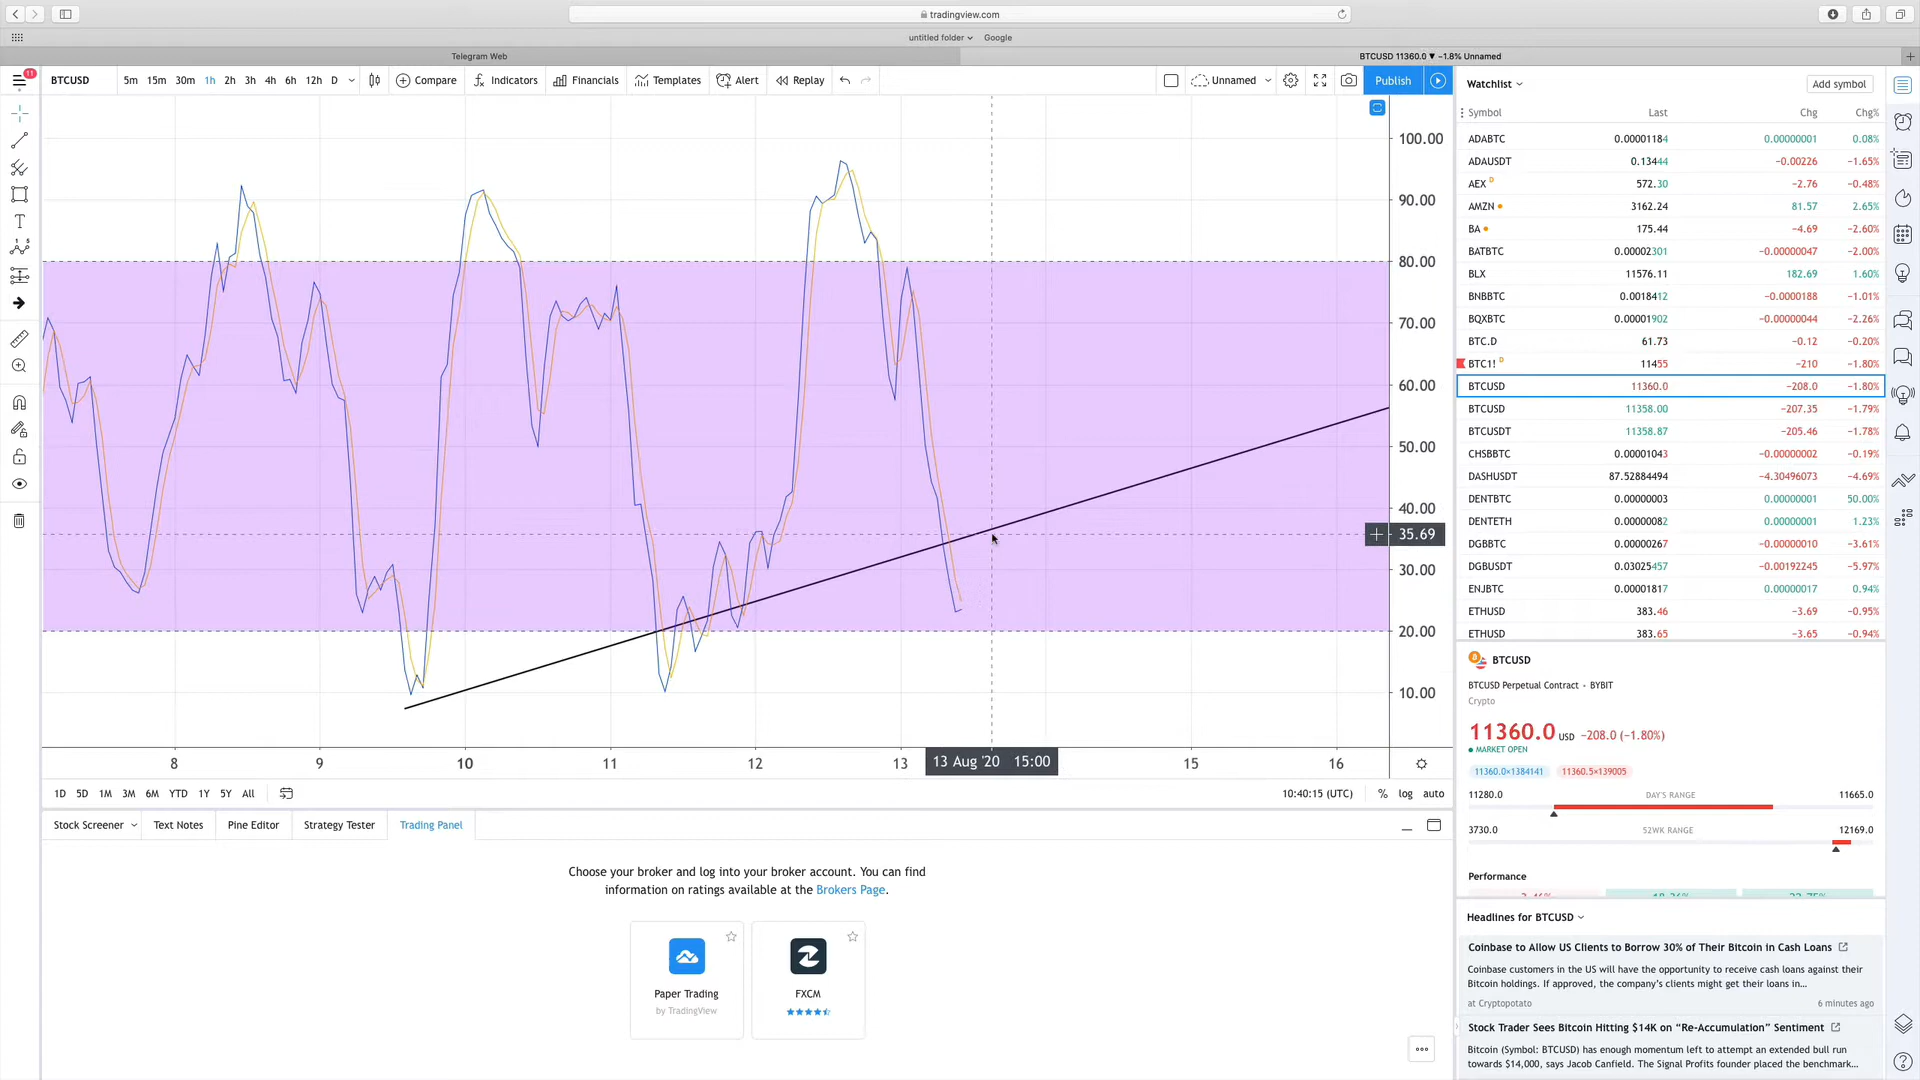 tradingview.com
untitled folder
Google
Telegram Web
BTCUSD 11360.0 ▼ −1.8% Unnamed
11
BTCUSD 5m 15m 30m 1h 2h 3h 4h 6h 12h D
Compare
Indicators
Financials
Templates
Alert
Replay
Unnamed
Publish
100.00
90.00
80.00
70.00
60.00
50.00
40.00
35.69
30.00
20.00
10.00
8 9 10 11 12 13 15 16
13 Aug '20 15:00
1D 5D 1M 3M 6M YTD 1Y 5Y All
10:40:15 (UTC) % log auto
Stock Screener
Text Notes
Pine Editor
Strategy Tester
Trading Panel
Choose your broker and log into your broker account. You can find
information on ratings available at the Brokers Page.
Paper Trading
by TradingView
FXCM
Watchlist
Add symbol
Symbol Last Chg Chg%
ADABTC 0.00001184 0.00000001 0.08%
ADAUSDT 0.13444 −0.00226 −1.65%
AEX D 572.30 −2.76 −0.48%
AMZN 3162.24 81.57 2.65%
BA 175.44 −4.69 −2.60%
BATBTC 0.00002301 −0.00000047 −2.00%
BLX 11576.11 182.69 1.60%
BNBBTC 0.0018412 −0.0000188 −1.01%
BQXBTC 0.00001902 −0.00000044 −2.26%
BTC.D 61.73 −0.12 −0.20%
BTC1! D 11455 −210 −1.80%
BTCUSD 11360.0 −208.0 −1.80%
BTCUSD 11358.00 −207.35 −1.79%
BTCUSDT 11358.87 −205.46 −1.78%
CHSBBTC 0.00001043 −0.00000002 −0.19%
DASHUSDT 87.52884494 −4.30496073 −4.69%
DENTBTC 0.00000003 0.00000001 50.00%
DENTETH 0.00000082 0.00000001 1.23%
DGBBTC 0.00000267 −0.00000010 −3.61%
DGBUSDT 0.03025457 −0.00192245 −5.97%
ENJBTC 0.00001817 0.00000017 0.94%
ETHUSD 383.46 −3.69 −0.95%
ETHUSD 383.65 −3.65 −0.94%
BTCUSD
BTCUSD Perpetual Contract • BYBIT
Crypto
11360.0 USD −208.0 (−1.80%)
MARKET OPEN
11360.0×1384141 11360.5×139005
11280.0 DAY'S RANGE 11665.0
3730.0 52WK RANGE 12169.0
Performance
Headlines for BTCUSD
Coinbase to Allow US Clients to Borrow 30% of Their Bitcoin in Cash Loans
Coinbase customers in the US will have the opportunity to receive cash loans against their
Bitcoin holdings. If approved, the company's clients might get their loans in...
at Cryptopotato 6 minutes ago
Stock Trader Sees Bitcoin Hitting $14K on “Re-Accumulation” Sentiment
Bitcoin (Symbol: BTCUSD) has enough momentum left to attempt an extended bull run
towards $14,000, says Jacob Canfield. The Signal Profits founder placed the benchmark...